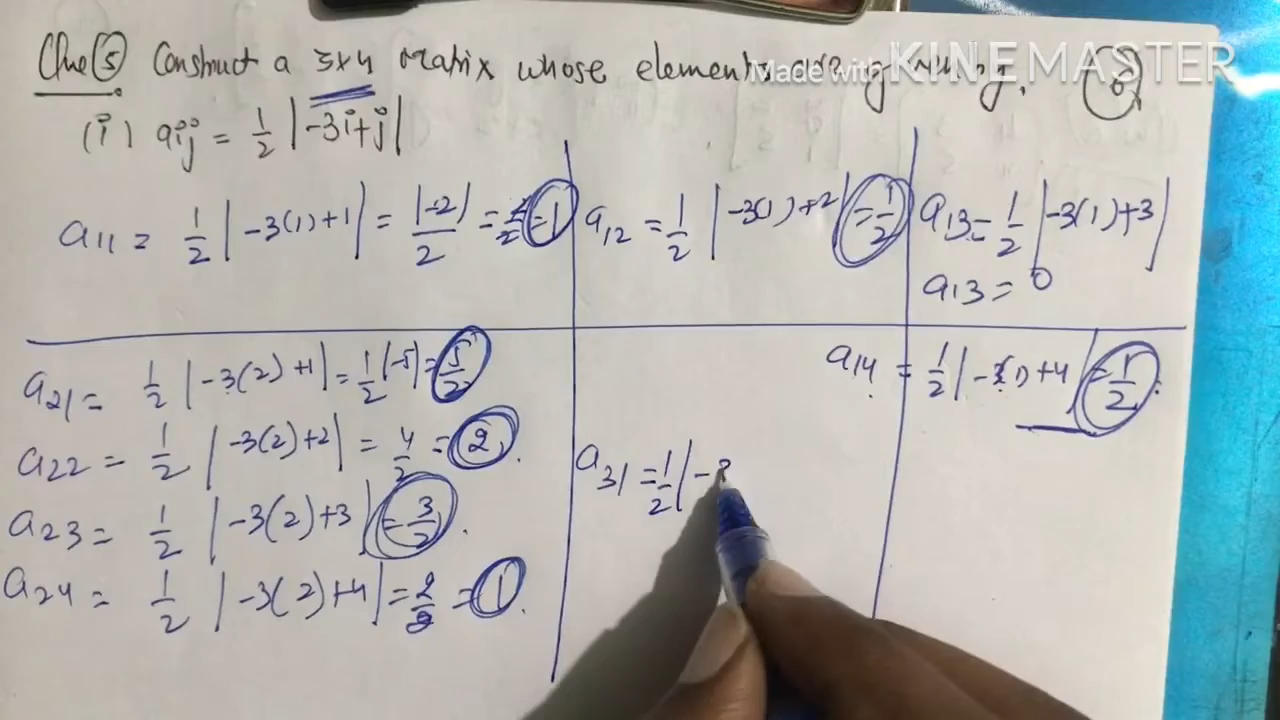 Que(5) Construct a 3x4 Matrix whose elements are given by.
Made with KINEMASTER
(i) aij = 1/2 |-3i+j|
a11 = 1/2 |-3(1)+1| = |-2|/2 = 2/2 = 1
a12 = 1/2 |-3(1)+2| = 1/2
a13 = 1/2 |-3(1)+3|
a13 = 0
a14 = 1/2 |-3(1)+4| = 1/2.
a21 = 1/2 |-3(2)+1| = 1/2 |-5| = 5/2
a22 = 1/2 |-3(2)+2| = 4/2 = 2.
a23 = 1/2 |-3(2)+3| = 3/2.
a24 = 1/2 |-3(2)+4| = 2/2 = 1.
a31 = 1/2 |-3